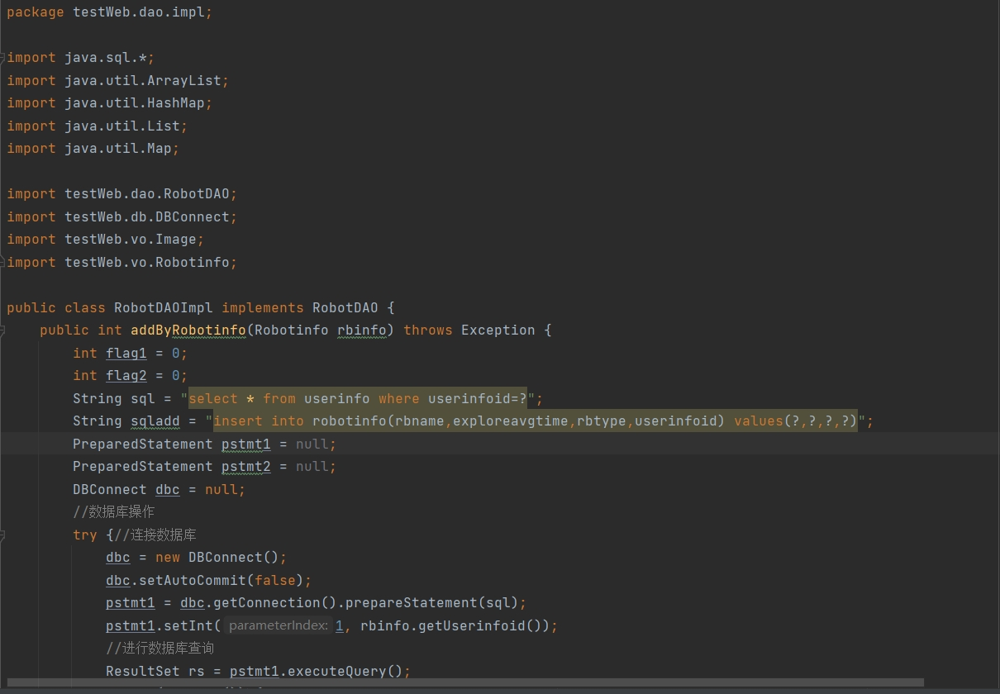 package testWeb.dao.impl;
import java.sql.*;
import java.util.ArrayList;
import java.util.HashMap;
import java.util.List;
import java.util.Map;
import testWeb.dao.RobotDAO;
import testWeb.db.DBConnect;
import testWeb.vo.Image;
import testWeb.vo.Robotinfo;
public class RobotDAOImpl implements RobotDAO {
public int addByRobotinfo(Robotinfo rbinfo) throws Exception {
int flag1 = 0;
int flag2 = 0;
String sql = "select * from userinfo where userinfoid=?";
String sqladd = "insert into robotinfo(rbname,exploreavgtime,rbtype,userinfoid) values(?,?,?,?)";
PreparedStatement pstmt1 = null;
PreparedStatement pstmt2 = null;
DBConnect dbc = null;
//数据库操作
try {//连接数据库
dbc = new DBConnect();
dbc.setAutoCommit(false);
pstmt1 = dbc.getConnection().prepareStatement(sql);
pstmt1.setInt( parameterIndex: 1, rbinfo.getUserinfoid());
//进行数据库查询
ResultSet rs = pstmt1.executeQuery();